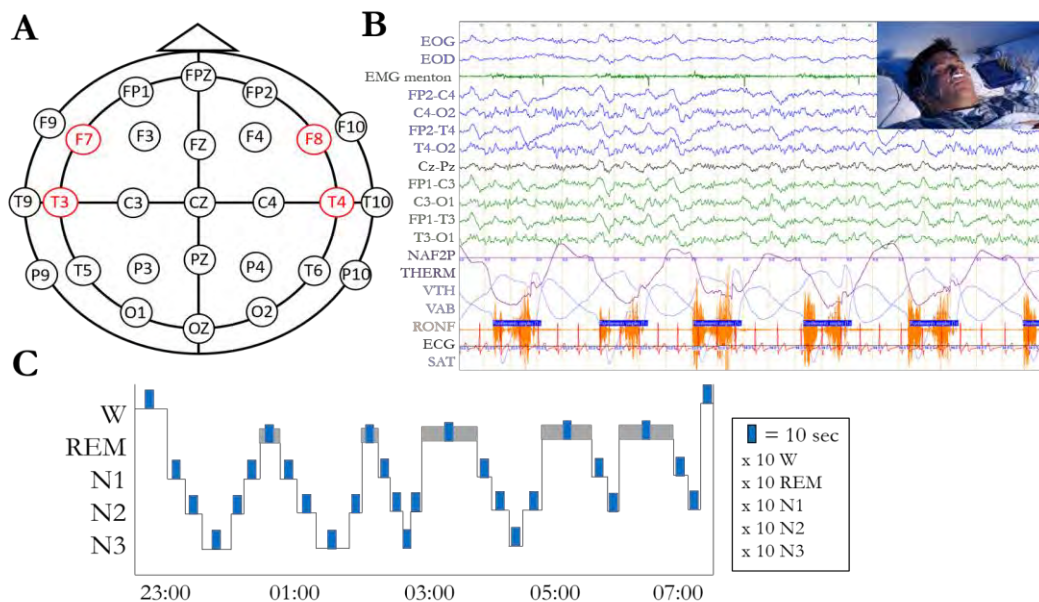 A
FPZ
FP1
FP2
F9
F10
F7
F3
F4
F8
FZ
T9
T3
C3
CZ
C4
T4
T10
PZ
P9
T5
P3
P4
T6
P10
O1
O2
OZ
B
EOG
EOD
EMG menton
FP2-C4
C4-O2
FP2-T4
T4-O2
Cz-Pz
FP1-C3
C3-O1
FP1-T3
T3-O1
NAF2P
THERM
VTH
VAB
RONF
ECG
SAT
C
W
REM
N1
N2
N3
23:00 01:00 03:00 05:00 07:00
= 10 sec
x 10 W
x 10 REM
x 10 N1
x 10 N2
x 10 N3